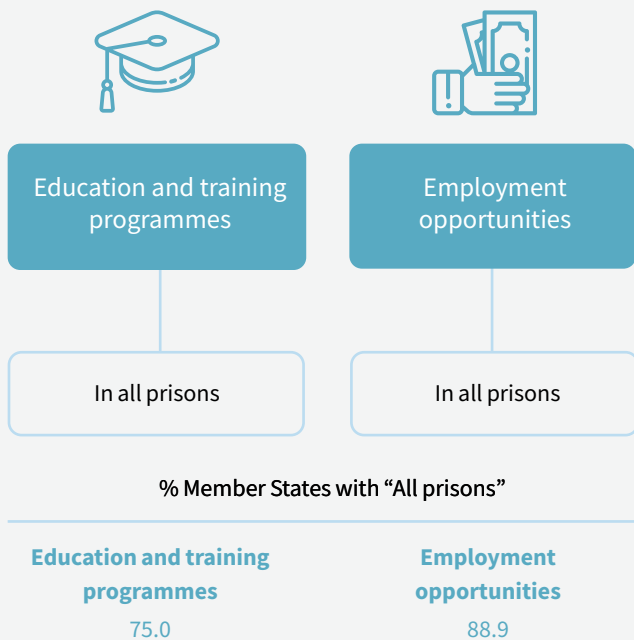 Education and training
programmes
Employment
opportunities
In all prisons
In all prisons
% Member States with “All prisons”
Education and training
programmes
Employment
opportunities
75.0
88.9